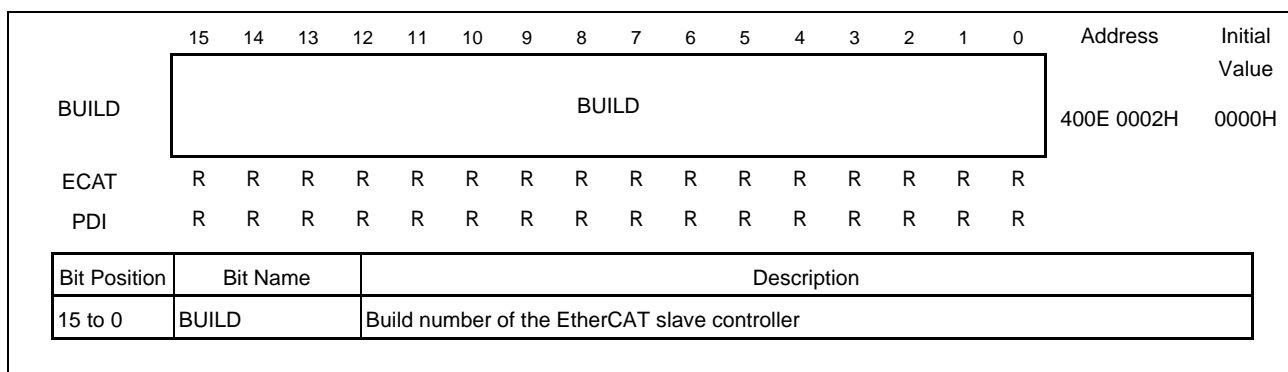 15 14 13 12 11 10 9 8 7 6 5 4 3 2 1 0 Address Initial
Value
BUILD BUILD 400E 0002H 0000H
ECAT R R R R R R R R R R R R R R R R
PDI R R R R R R R R R R R R R R R R
Bit Position Bit Name Description
15 to 0 BUILD Build number of the EtherCAT slave controller